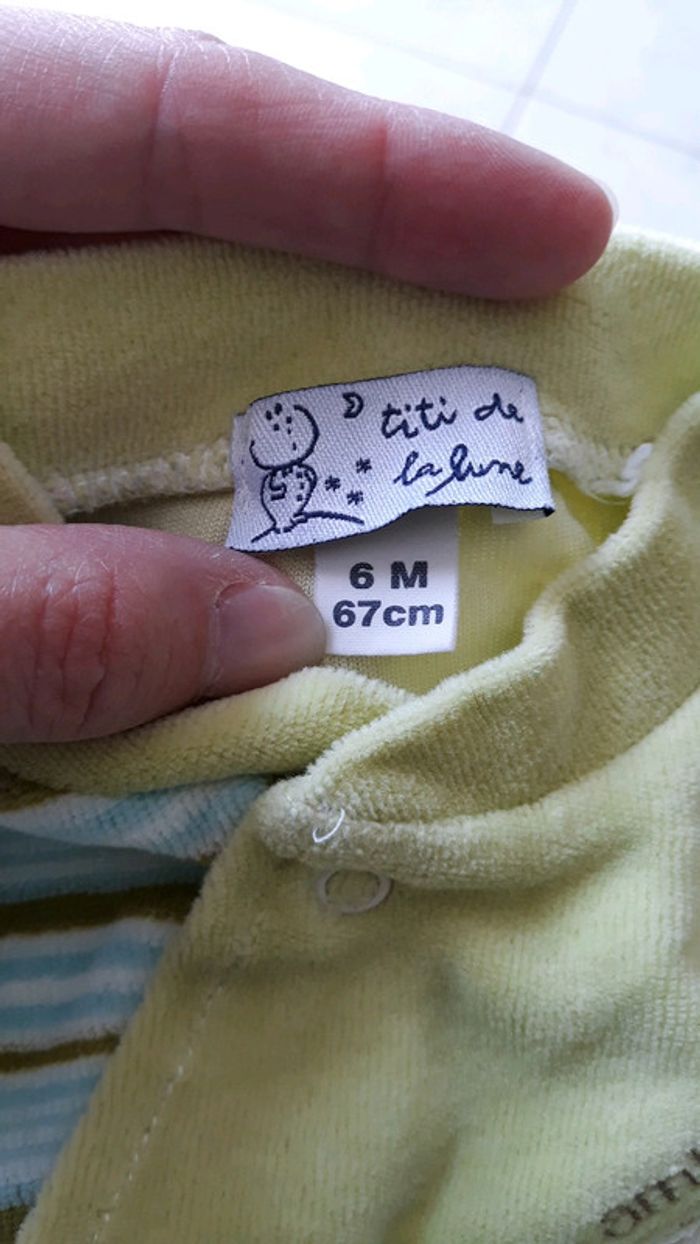 titi de
la lune
6 M
67cm